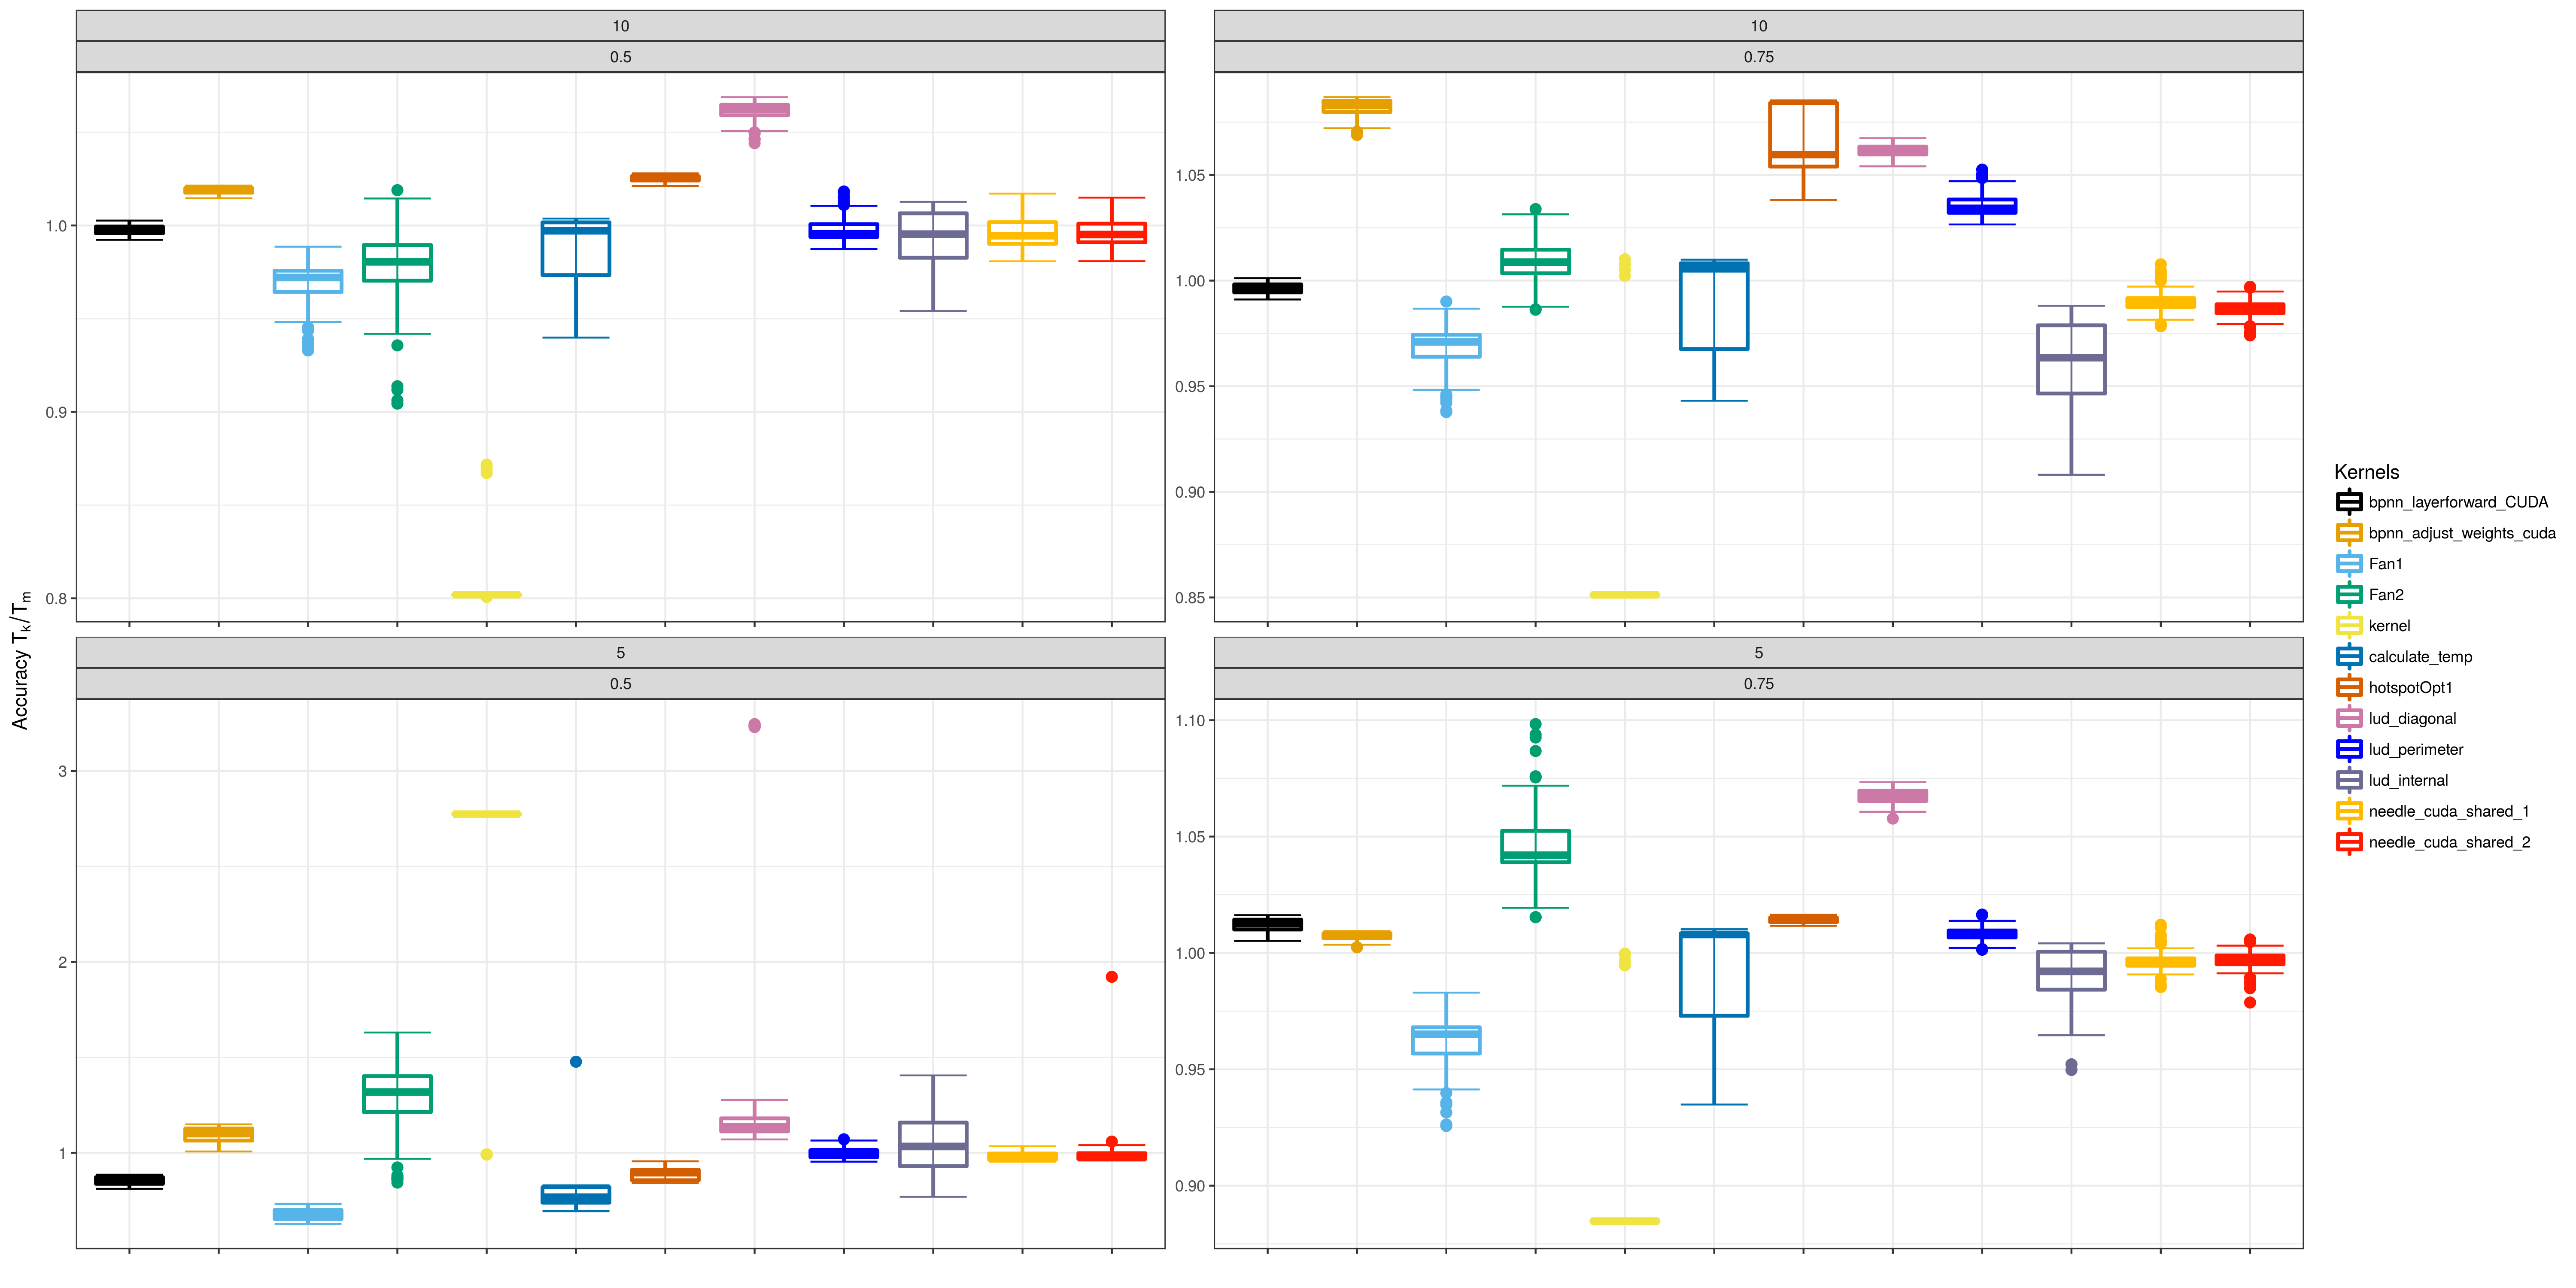 10
0.5
10
0.75
1.0
0.9
0.8
1.05
1.00
0.95
0.90
0.85
Accuracy Tk/Tm
5
0.5
5
0.75
3
2
1
1.10
1.05
1.00
0.95
0.90
Kernels
bpnn_layerforward_CUDA
bpnn_adjust_weights_cuda
Fan1
Fan2
kernel
calculate_temp
hotspotOpt1
lud_diagonal
lud_perimeter
lud_internal
needle_cuda_shared_1
needle_cuda_shared_2